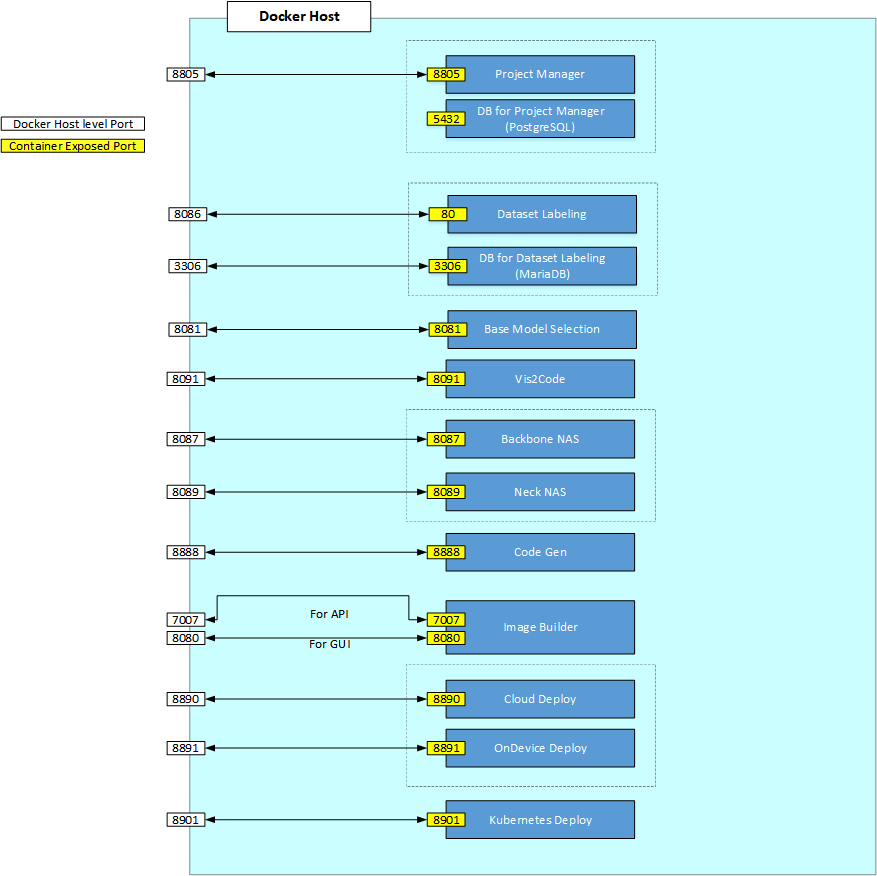 Docker Host
8805
8805
Project Manager
Docker Host level Port
5432
DB for Project Manager
(PostgreSQL)
Container Exposed Port
8086
80
Dataset Labeling
3306
3306
DB for Dataset Labeling
(MariaDB)
8081
8081
Base Model Selection
8091
8091
Vis2Code
8087
8087
Backbone NAS
8089
8089
Neck NAS
8888
8888
Code Gen
7007
For API
7007
Image Builder
8080
For GUI
8080
8890
8890
Cloud Deploy
8891
8891
OnDevice Deploy
8901
8901
Kubernetes Deploy